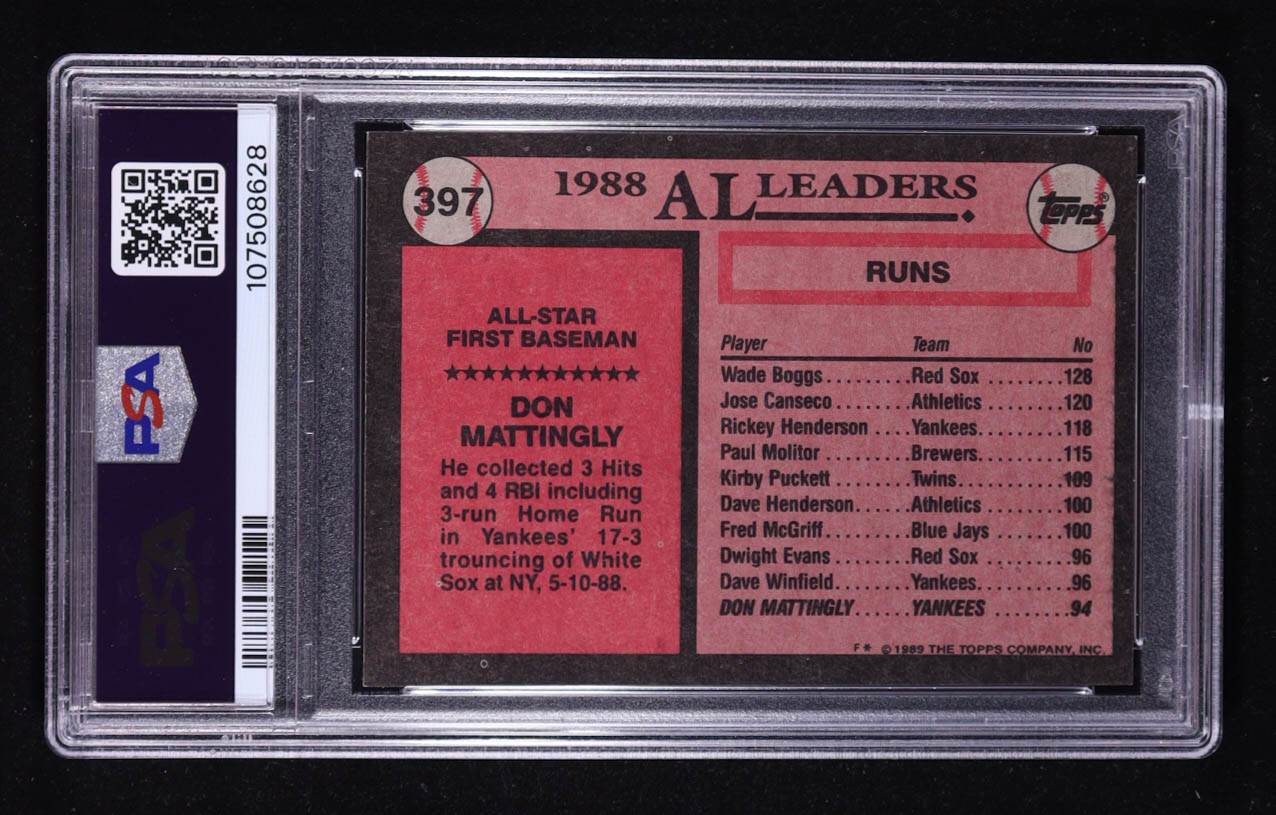 107508628
PSA
PSA
397
1988 AL LEADERS
TOPPS®
ALL-STAR
FIRST BASEMAN
★★★★★★★★★★★
DON
MATTINGLY
He collected 3 Hits
and 4 RBI including
3-run Home Run
in Yankees' 17-3
trouncing of White
Sox at NY, 5-10-88.
RUNS
Player Team No
Wade Boggs.........Red Sox ........128
Jose Canseco........Athletics ........120
Rickey Henderson ....Yankees.........118
Paul Molitor .........Brewers.........115
Kirby Puckett ........Twins...........109
Dave Henderson......Athletics ........100
Fred McGriff.........Blue Jays ........100
Dwight Evans ........Red Sox .........96
Dave Winfield........Yankees..........96
DON MATTINGLY......YANKEES ........94
F* ©1989 THE TOPPS COMPANY, INC.